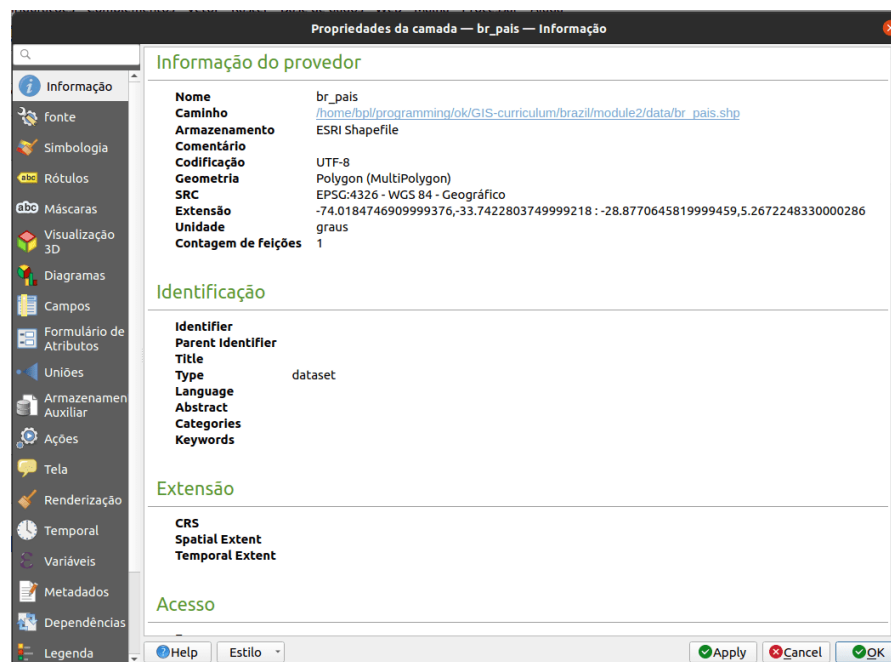 Propriedades da camada — br_pais — Informação
Informação
fonte
Simbologia
abc Rótulos
abc Máscaras
Visualização
3D
Diagramas
Campos
Formulário de
Atributos
Uniões
Armazenamen
Auxiliar
Ações
Tela
Renderização
Temporal
Variáveis
Metadados
Dependências
Legenda
Informação do provedor
Nome br_pais
Caminho /home/bpl/programming/ok/GIS-curriculum/brazil/module2/data/br_pais.shp
Armazenamento ESRI Shapefile
Comentário
Codificação UTF-8
Geometria Polygon (MultiPolygon)
SRC EPSG:4326 - WGS 84 - Geográfico
Extensão -74.0184746909999376,-33.7422803749999218 : -28.8770645819999459,5.2672248330000286
Unidade graus
Contagem de feições 1
Identificação
Identifier
Parent Identifier
Title
Type dataset
Language
Abstract
Categories
Keywords
Extensão
CRS
Spatial Extent
Temporal Extent
Acesso
Help Estilo Apply Cancel OK